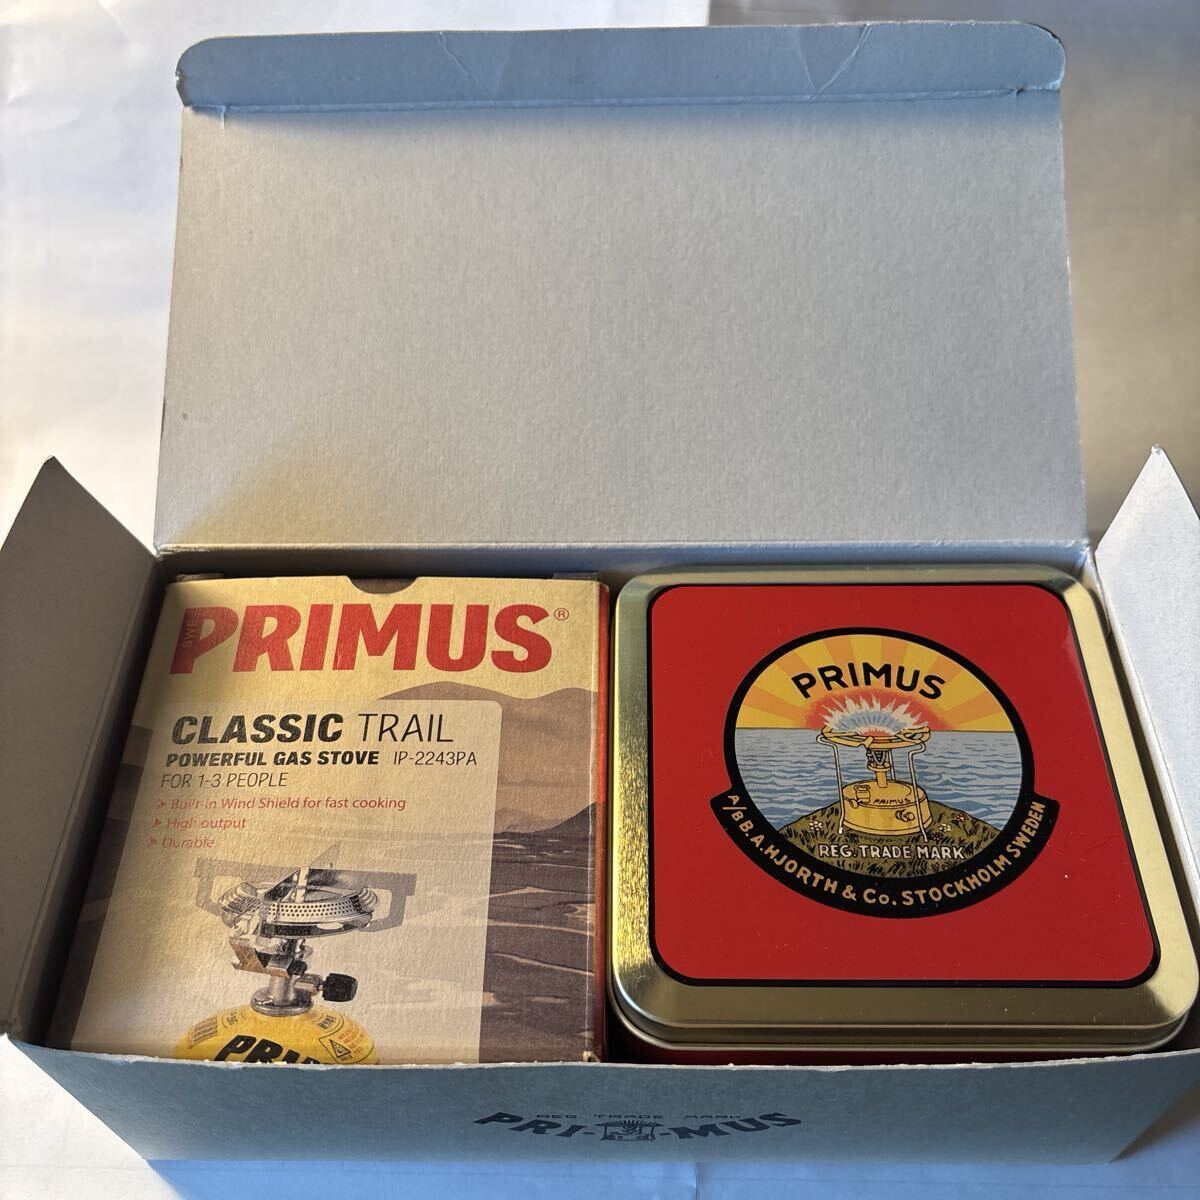 SWE
PRIMUS®
CLASSIC TRAIL
POWERFUL GAS STOVE IP-2243PA
FOR 1-3 PEOPLE
Built-in Wind Shield for fast cooking
High output
Durable
PRI
PRIMUS
PRIMUS
REG. TRADE MARK
A/B B.A. HJORTH & Co. STOCKHOLM SWEDEN
REG. TRADE MARK
PRI-MUS